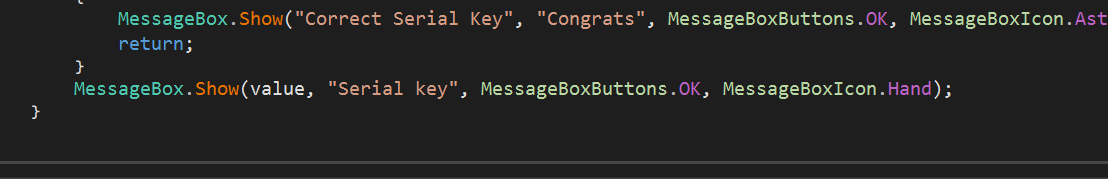 {
MessageBox.Show("Correct Serial Key", "Congrats", MessageBoxButtons.OK, MessageBoxIcon.Ast
return;
}
MessageBox.Show(value, "Serial key", MessageBoxButtons.OK, MessageBoxIcon.Hand);
}